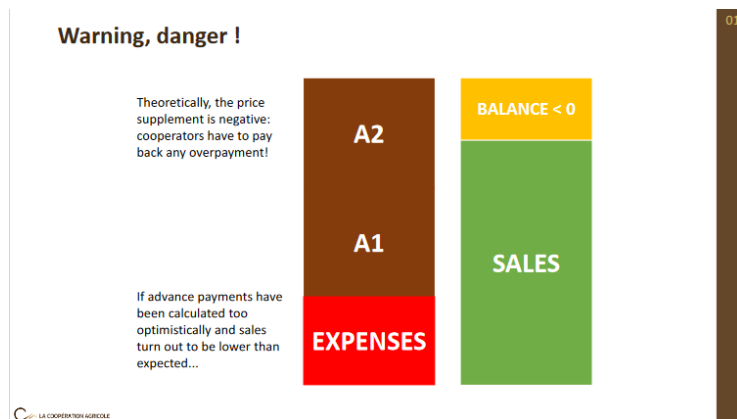 01
Warning, danger !
Theoretically, the price
supplement is negative:
cooperators have to pay
back any overpayment!
A2
BALANCE < 0
A1
SALES
If advance payments have
been calculated too
optimistically and sales
turn out to be lower than
expected...
EXPENSES
LA COOPÉRATION AGRICOLE